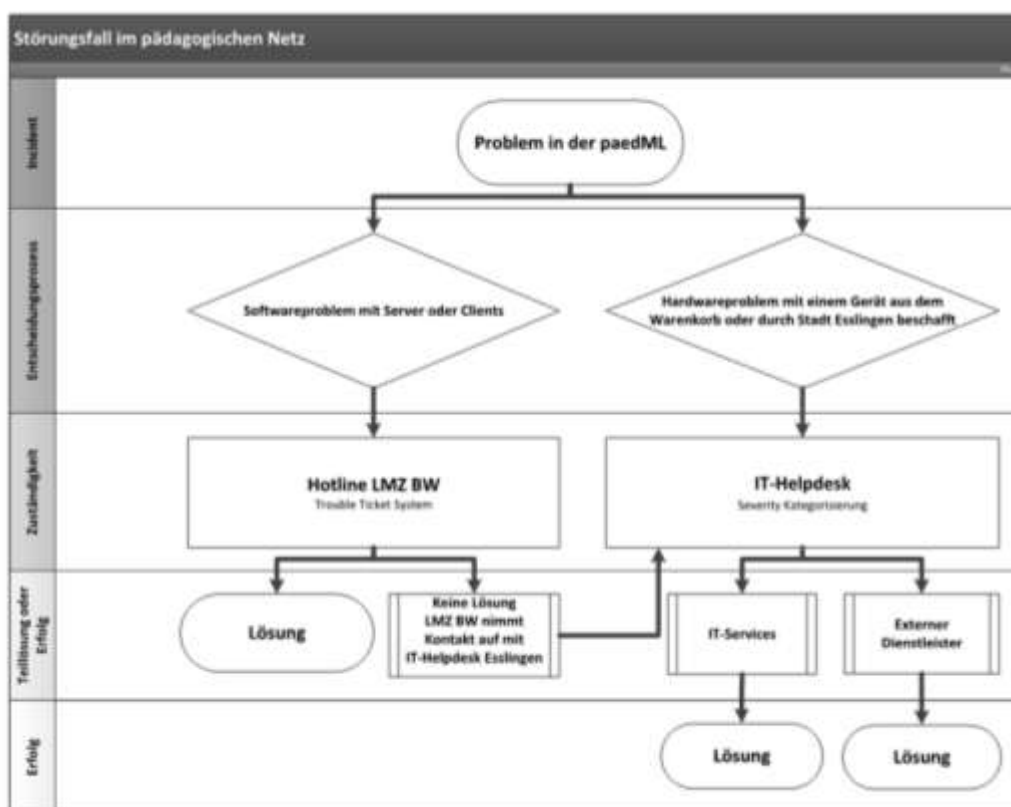 Störungsfall im pädagogischen Netz
Incident
Problem in der paedML
Entscheidungsprozess
Softwareproblem mit Server oder Clients
Hardwareproblem mit einem Gerät aus dem
Warenkorb oder durch Stadt Esslingen beschafft
Zuständigkeit
Hotline LMZ BW
Trouble Ticket System
IT-Helpdesk
Severity Kategorisierung
Teillösung oder
Erfolg
Lösung
Keine Lösung
LMZ BW nimmt
Kontakt auf mit
IT-Helpdesk Esslingen
IT-Services
Externer
Dienstleister
Erfolg
Lösung
Lösung